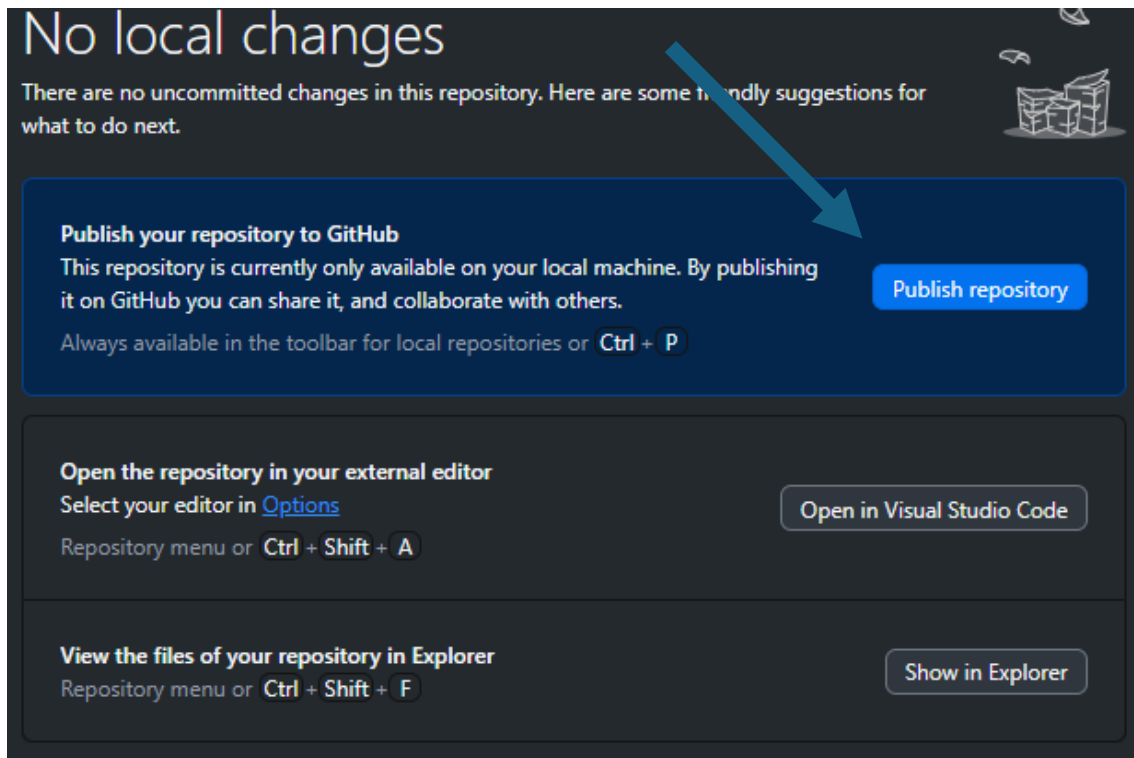 No local changes
There are no uncommitted changes in this repository. Here are some friendly suggestions for
what to do next.
Publish your repository to GitHub
This repository is currently only available on your local machine. By publishing
it on GitHub you can share it, and collaborate with others.
Always available in the toolbar for local repositories or Ctrl + P
Publish repository
Open the repository in your external editor
Select your editor in Options
Repository menu or Ctrl + Shift + A
Open in Visual Studio Code
View the files of your repository in Explorer
Repository menu or Ctrl + Shift + F
Show in Explorer